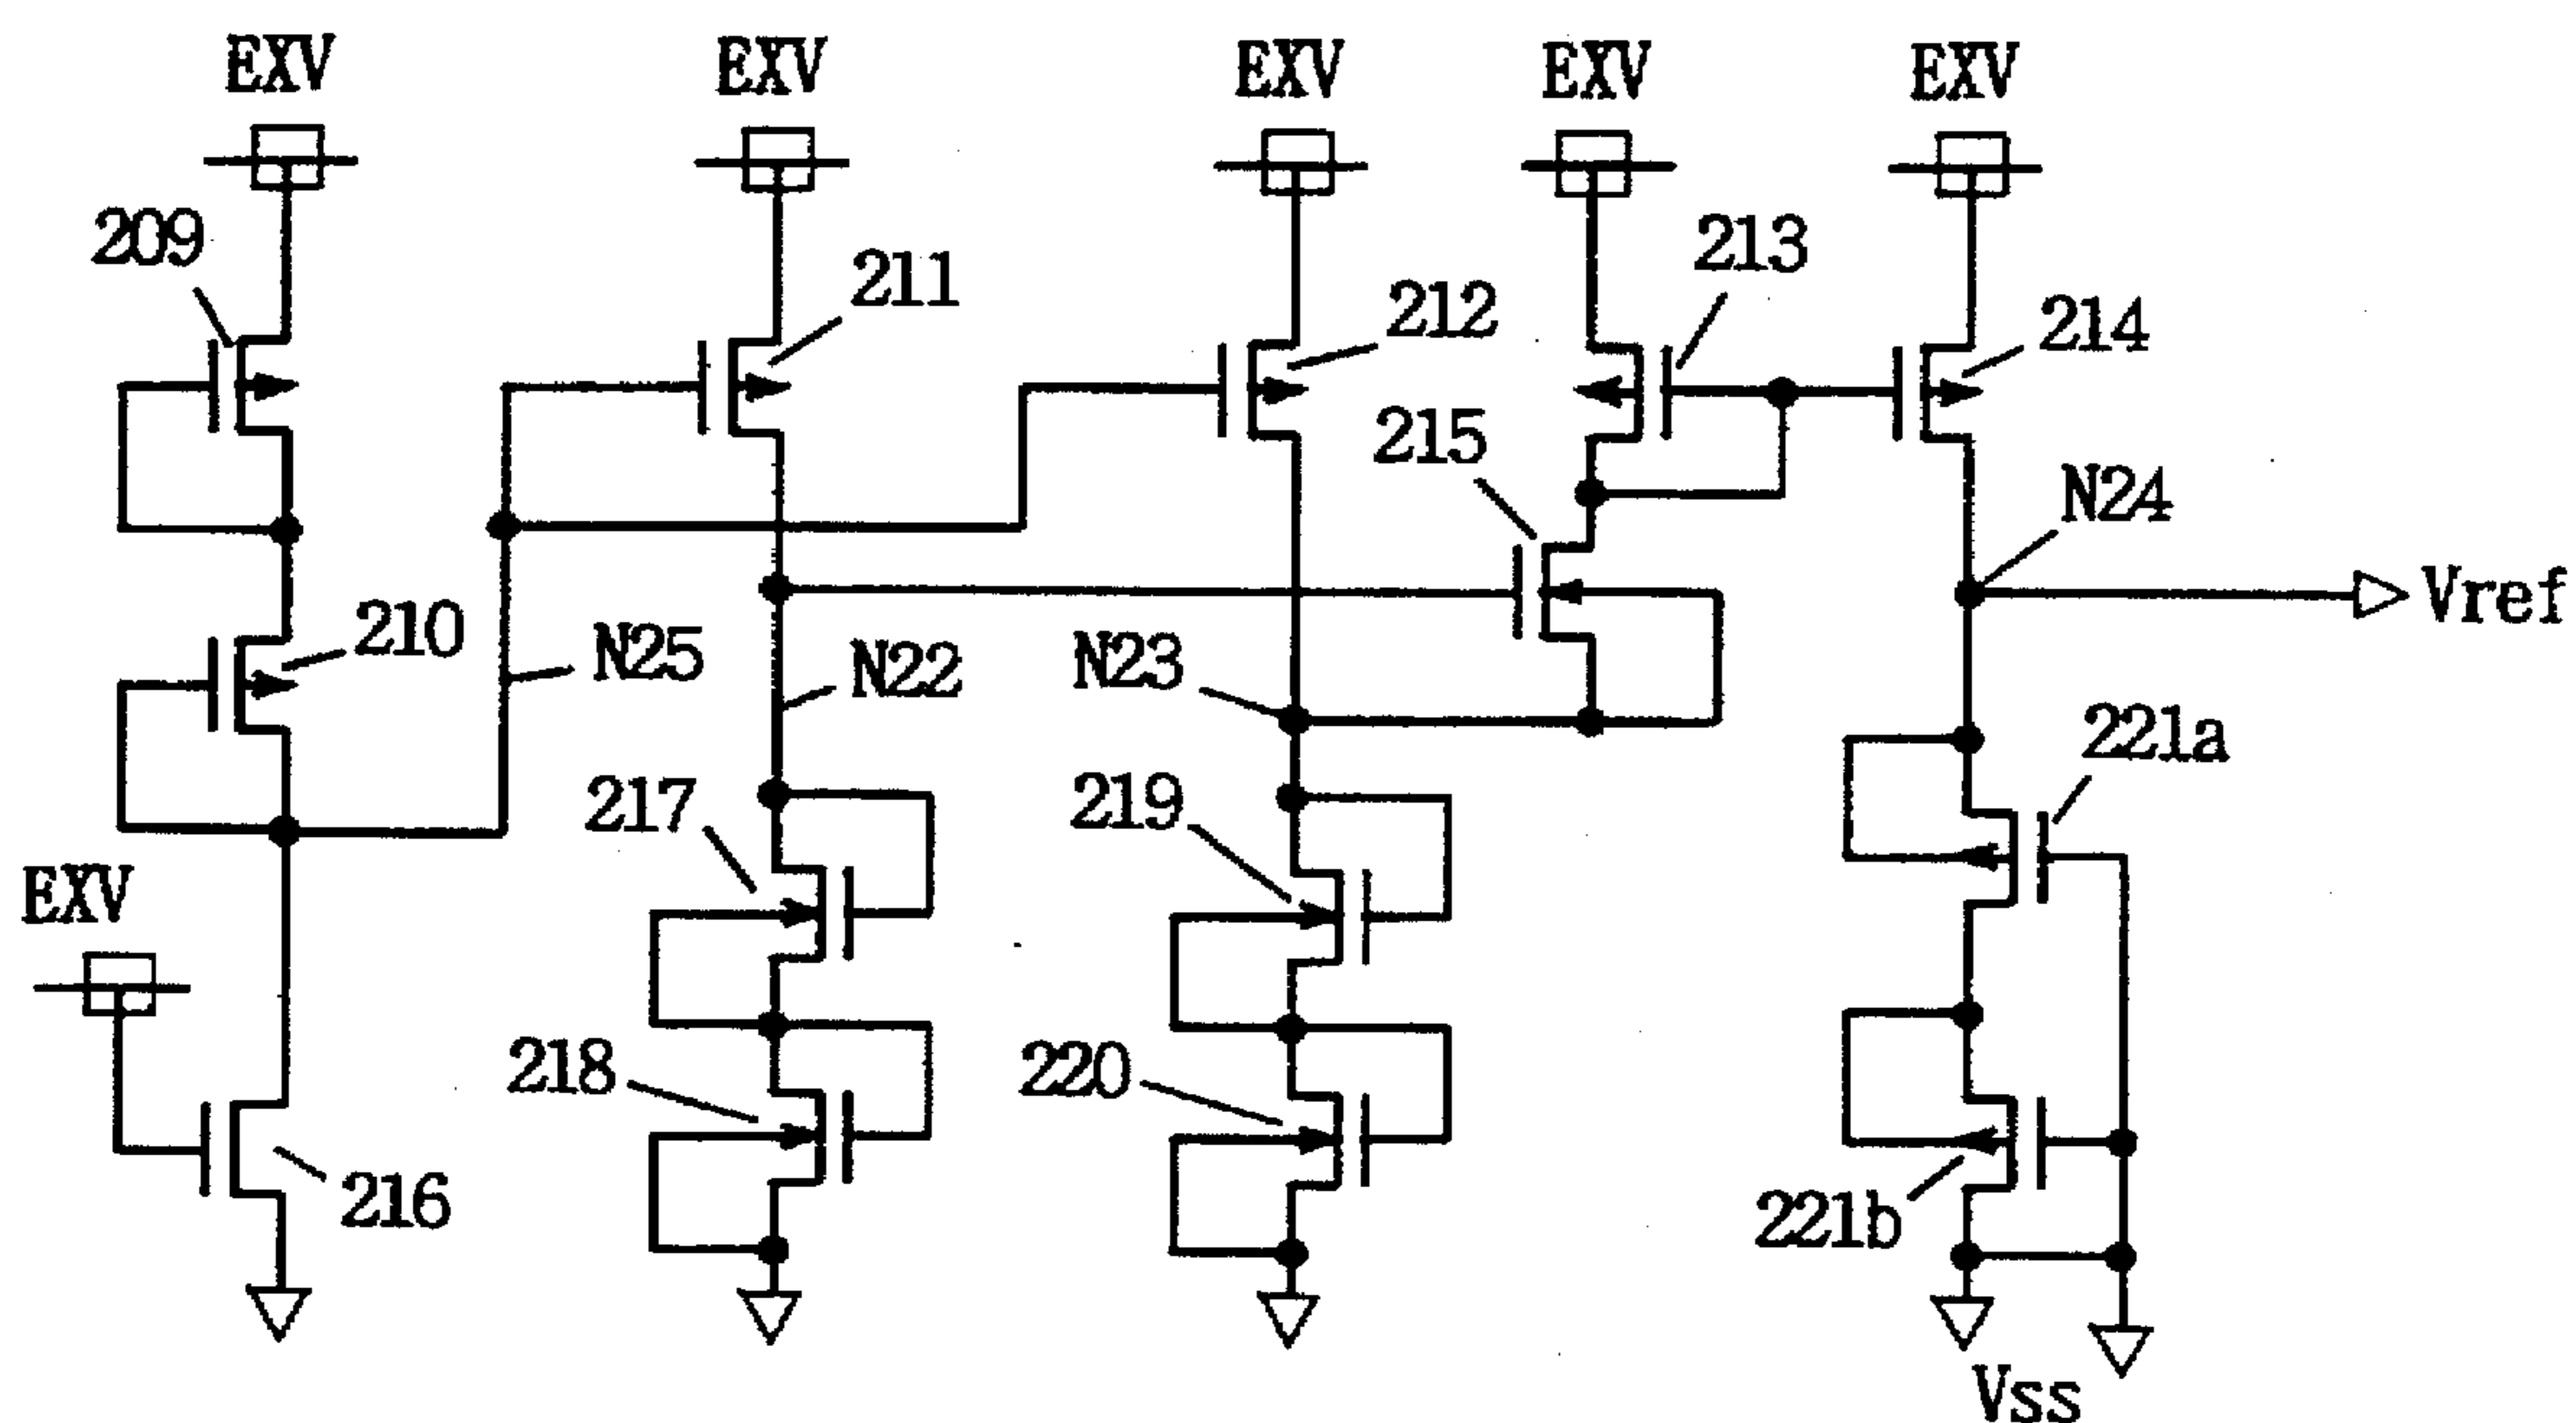 EXV EXV EXV EXV EXV
209
211
212
213
214
215
N24
Vref
210
N25
N22
N23
221a
217
219
EXV
218
220
216
221b
Vss